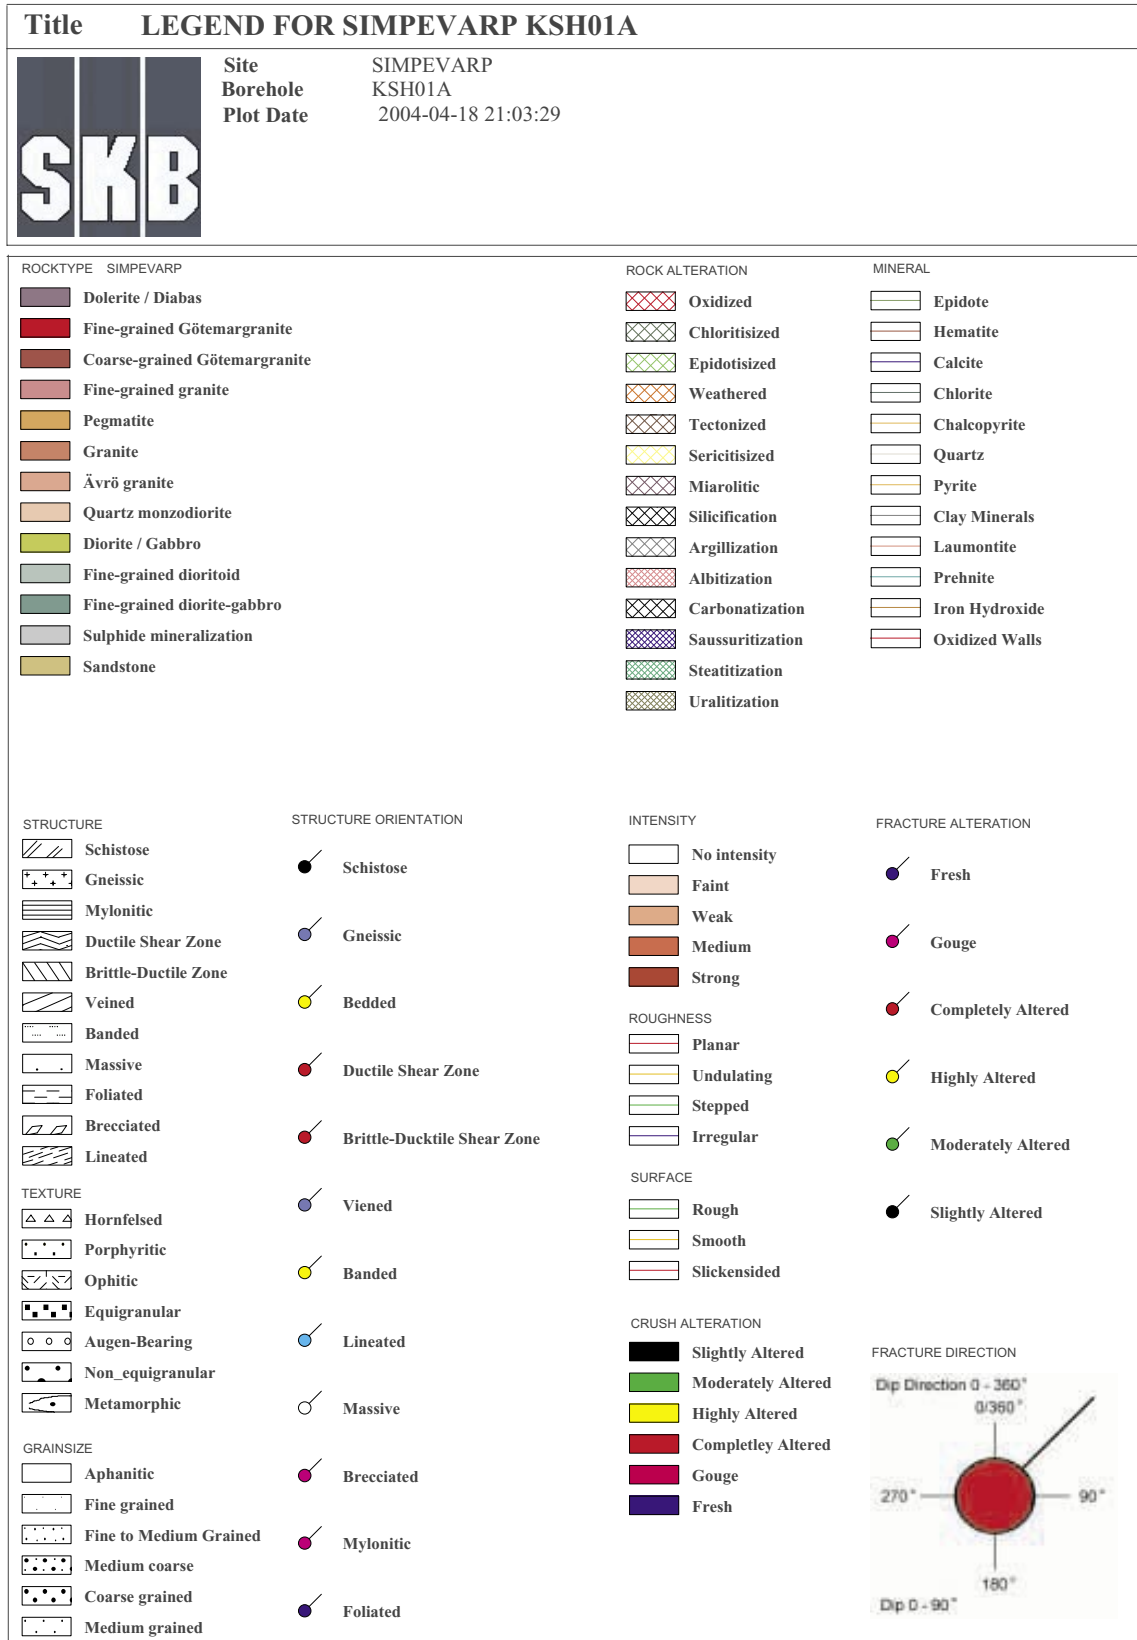 Title LEGEND FOR SIMPEVARP KSH01A
SKB
Site SIMPEVARP
Borehole KSH01A
Plot Date 2004-04-18 21:03:29
ROCKTYPE SIMPEVARP
Dolerite / Diabas
Fine-grained Götemargranite
Coarse-grained Götemargranite
Fine-grained granite
Pegmatite
Granite
Ävrö granite
Quartz monzodiorite
Diorite / Gabbro
Fine-grained dioritoid
Fine-grained diorite-gabbro
Sulphide mineralization
Sandstone
ROCK ALTERATION
Oxidized
Chloritisized
Epidotisized
Weathered
Tectonized
Sericitisized
Miarolitic
Silicification
Argillization
Albitization
Carbonatization
Saussuritization
Steatitization
Uralitization
MINERAL
Epidote
Hematite
Calcite
Chlorite
Chalcopyrite
Quartz
Pyrite
Clay Minerals
Laumontite
Prehnite
Iron Hydroxide
Oxidized Walls
STRUCTURE
Schistose
Gneissic
Mylonitic
Ductile Shear Zone
Brittle-Ductile Zone
Veined
Banded
Massive
Foliated
Brecciated
Lineated
TEXTURE
Hornfelsed
Porphyritic
Ophitic
Equigranular
Augen-Bearing
Non_equigranular
Metamorphic
GRAINSIZE
Aphanitic
Fine grained
Fine to Medium Grained
Medium coarse
Coarse grained
Medium grained
STRUCTURE ORIENTATION
Schistose
Gneissic
Bedded
Ductile Shear Zone
Brittle-Ducktile Shear Zone
Viened
Banded
Lineated
Massive
Brecciated
Mylonitic
Foliated
INTENSITY
No intensity
Faint
Weak
Medium
Strong
ROUGHNESS
Planar
Undulating
Stepped
Irregular
SURFACE
Rough
Smooth
Slickensided
CRUSH ALTERATION
Slightly Altered
Moderately Altered
Highly Altered
Completley Altered
Gouge
Fresh
FRACTURE ALTERATION
Fresh
Gouge
Completely Altered
Highly Altered
Moderately Altered
Slightly Altered
FRACTURE DIRECTION
Dip Direction 0 - 360°
0/360°
270°
90°
180°
Dip 0 - 90°